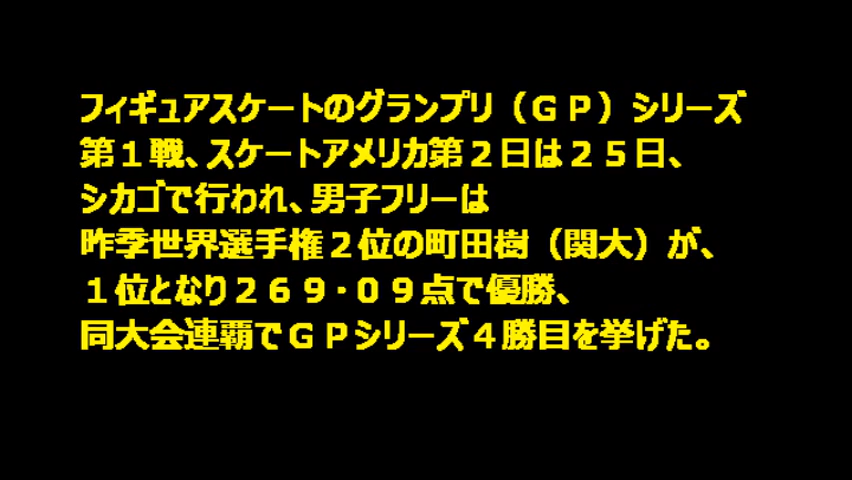 フィギュアスケートのグランプリ（ＧＰ）シリーズ
第１戦、スケートアメリカ第２日は２５日、
シカゴで行われ、男子フリーは
昨季世界選手権２位の町田樹（関大）が、
１位となり２６９・０９点で優勝、
同大会連覇でＧＰシリーズ４勝目を挙げた。